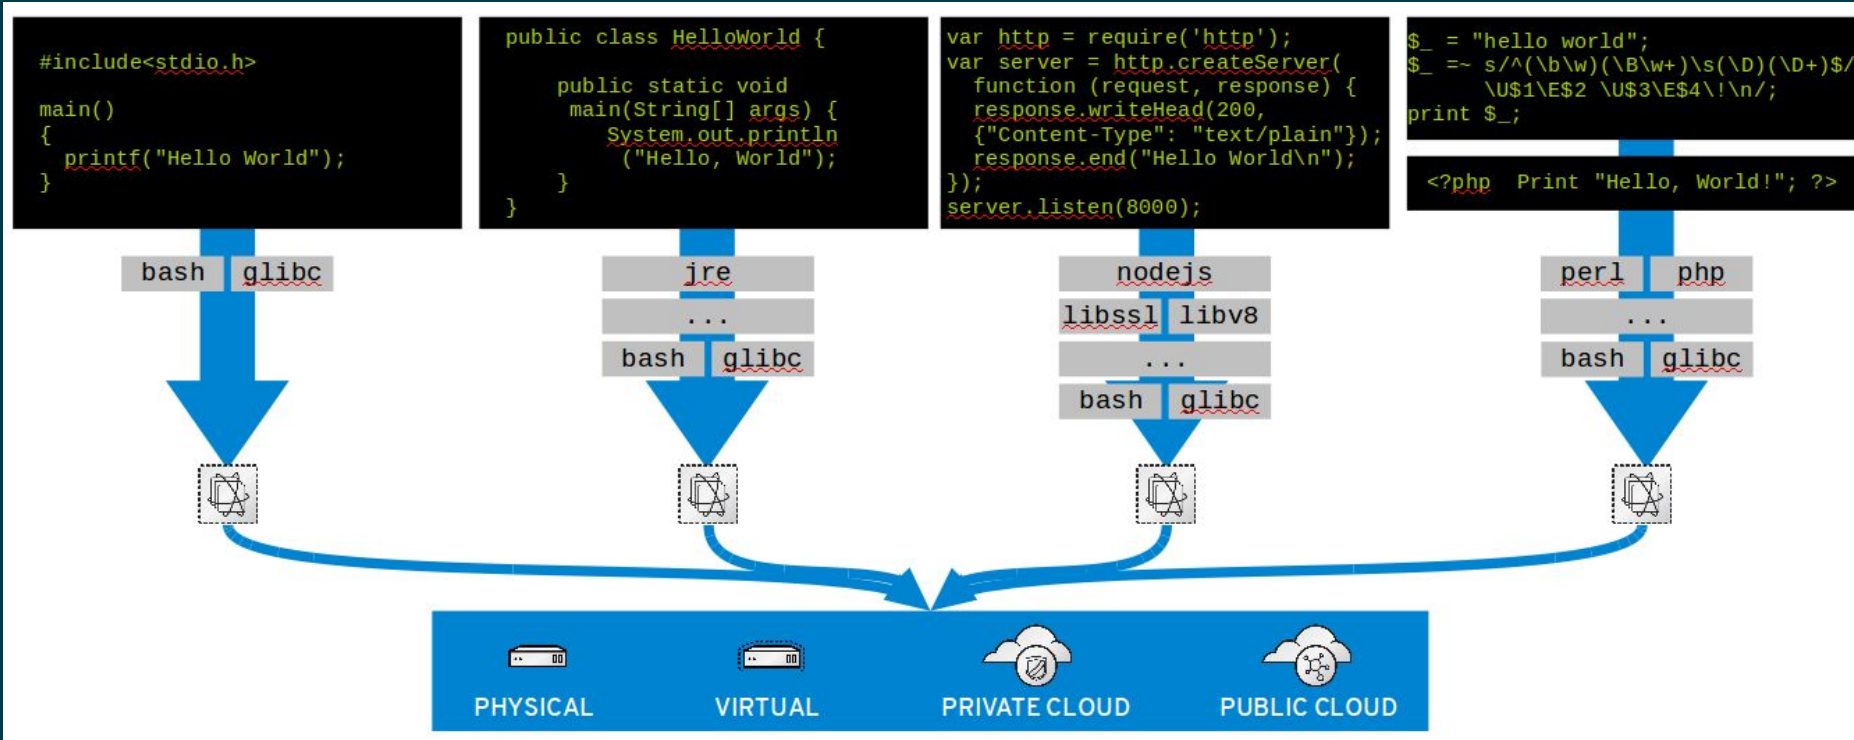 #include<stdio.h>
main()
{
printf("Hello World");
}
public class HelloWorld {
public static void
main(String[] args) {
System.out.println
("Hello, World");
}
}
var http = require('http');
var server = http.createServer(
function (request, response) {
response.writeHead(200,
{"Content-Type": "text/plain"});
response.end("Hello World\n");
});
server.listen(8000);
$_ = "hello world";
$_ =~ s/^(\b\w)(\B\w+)\s(\D)(\D+)$/
\U$1\E$2 \U$3\E$4\!\n/;
print $_;
<?php  Print "Hello, World!"; ?>
bash glibc
jre
...
bash glibc
nodejs
libssl libv8
...
bash glibc
perl php
...
bash glibc
PHYSICAL
VIRTUAL
PRIVATE CLOUD
PUBLIC CLOUD